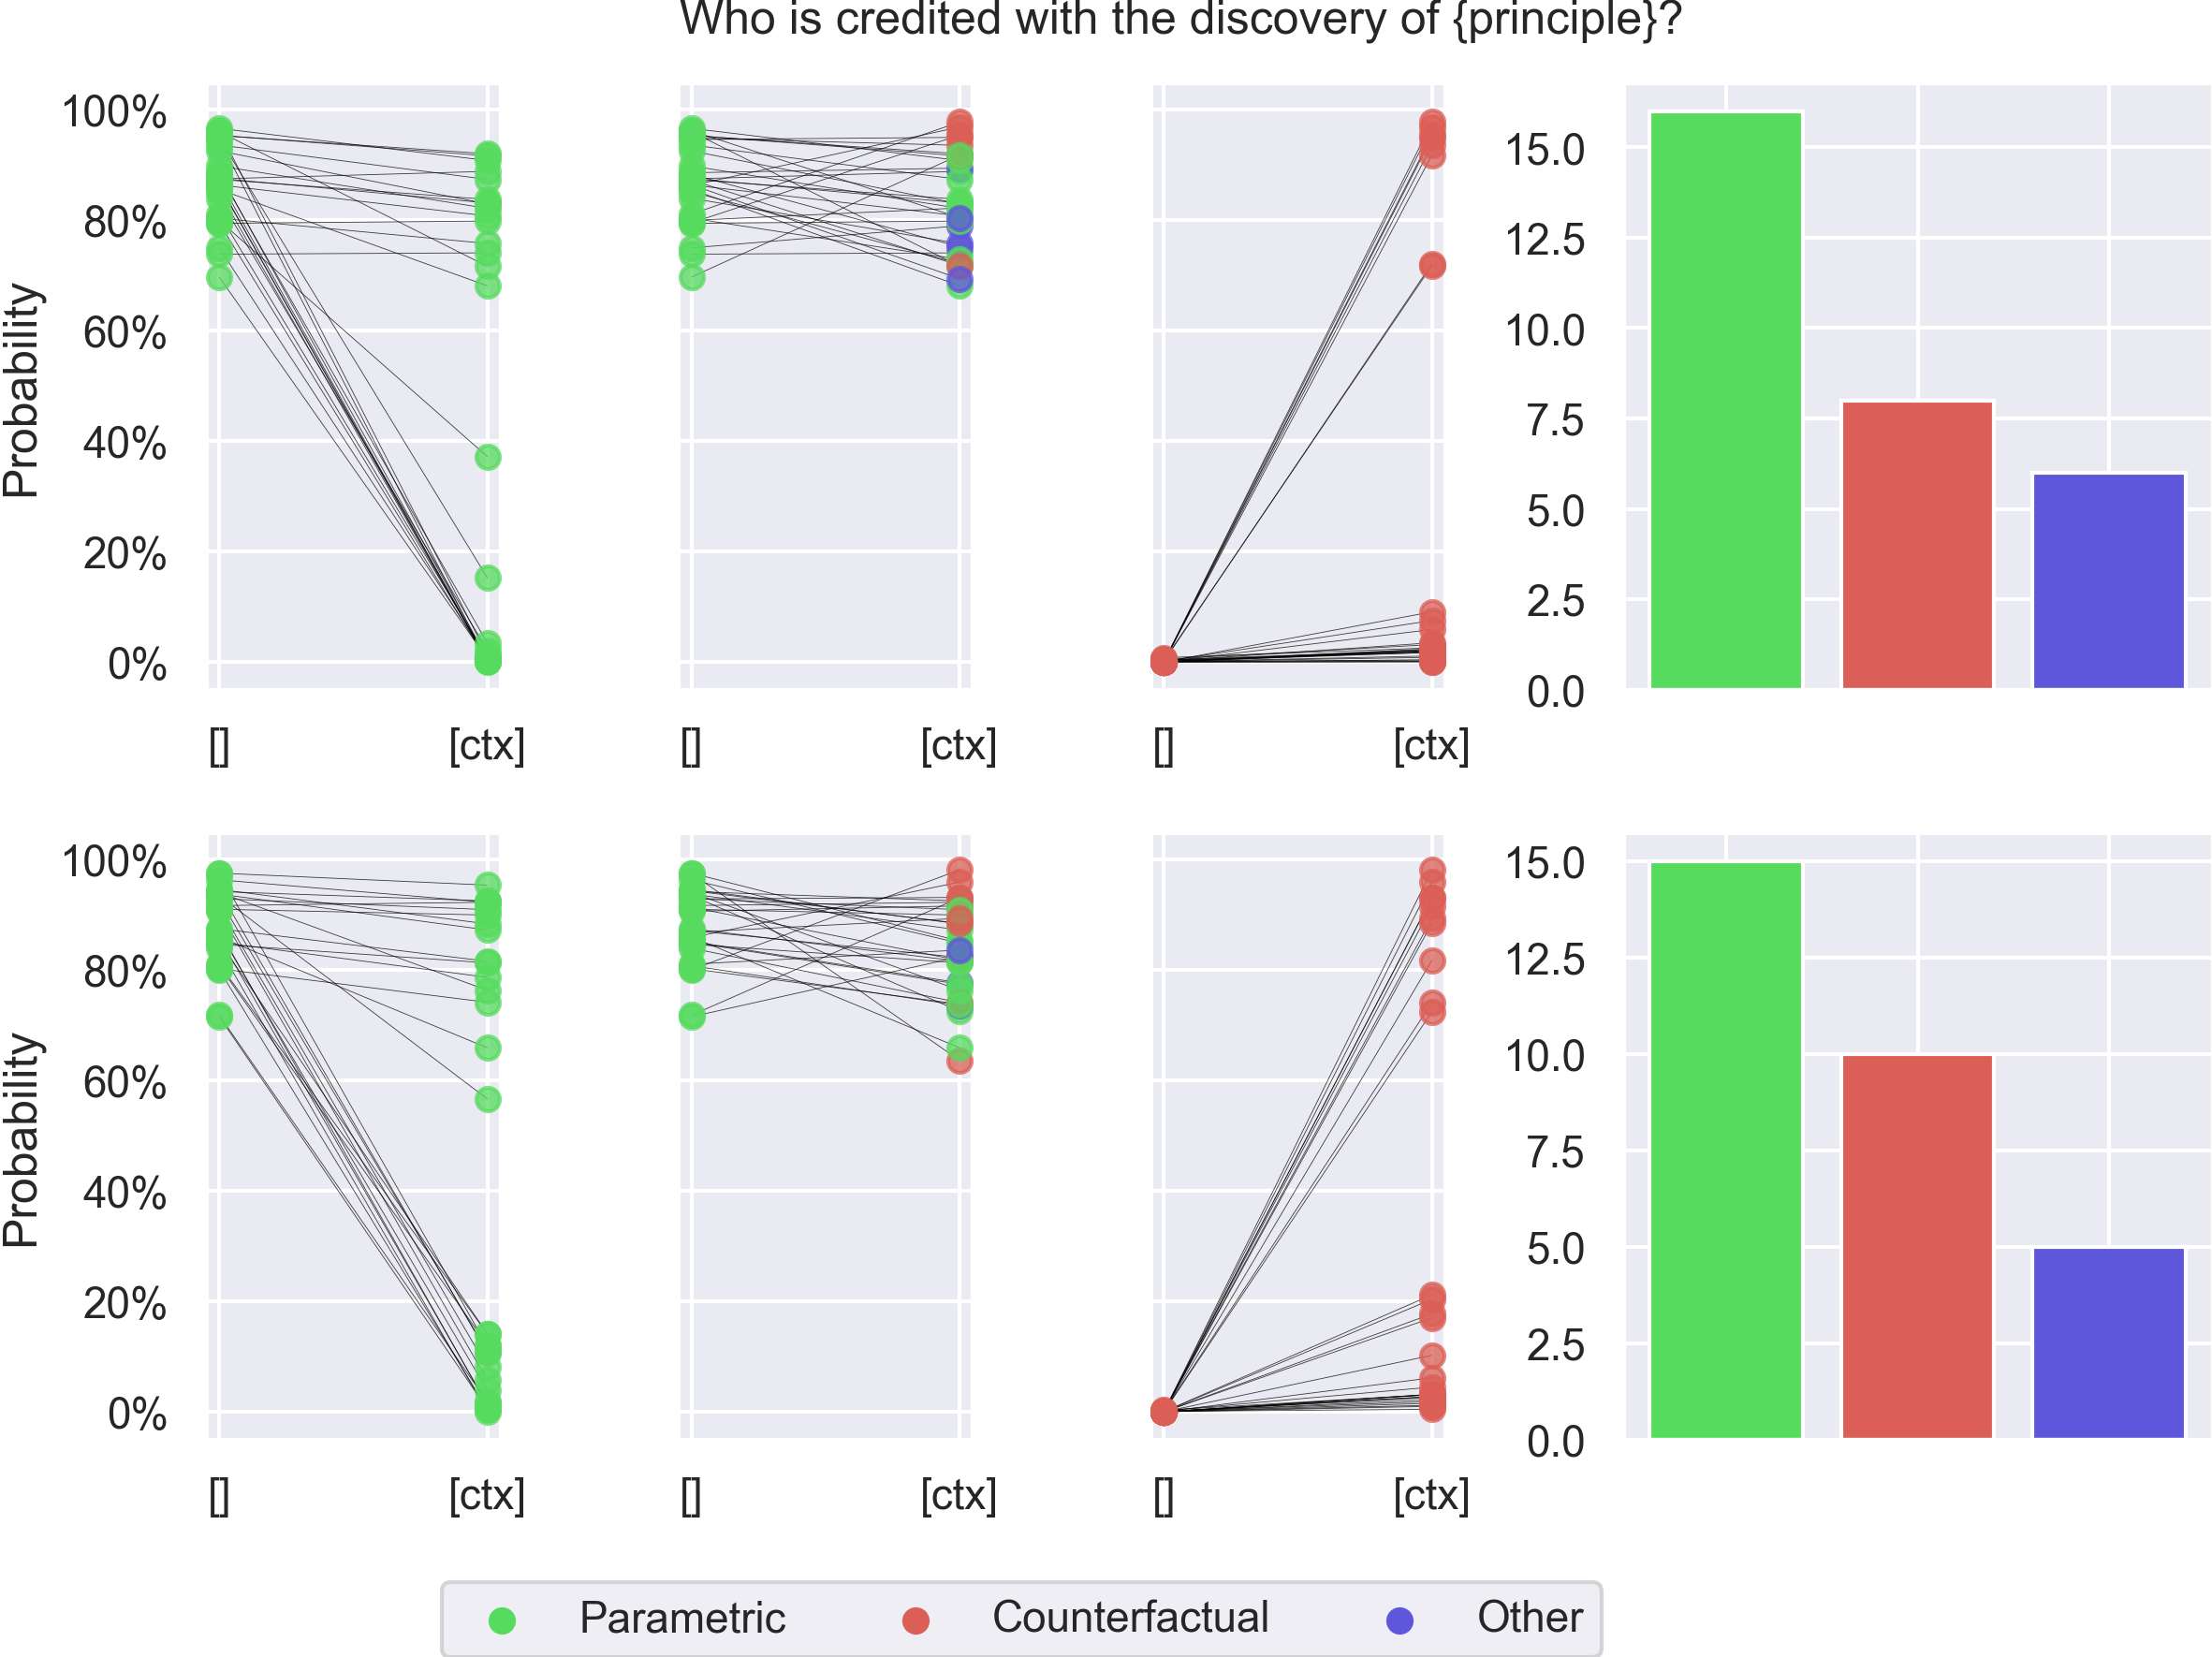 Who is credited with the discovery of {principle}?
100%
80%
60%
40%
20%
0%
Probability
[]
[ctx]
[]
[ctx]
[]
[ctx]
15.0
12.5
10.0
7.5
5.0
2.5
0.0
100%
80%
60%
40%
20%
0%
Probability
[]
[ctx]
[]
[ctx]
[]
[ctx]
15.0
12.5
10.0
7.5
5.0
2.5
0.0
Parametric
Counterfactual
Other